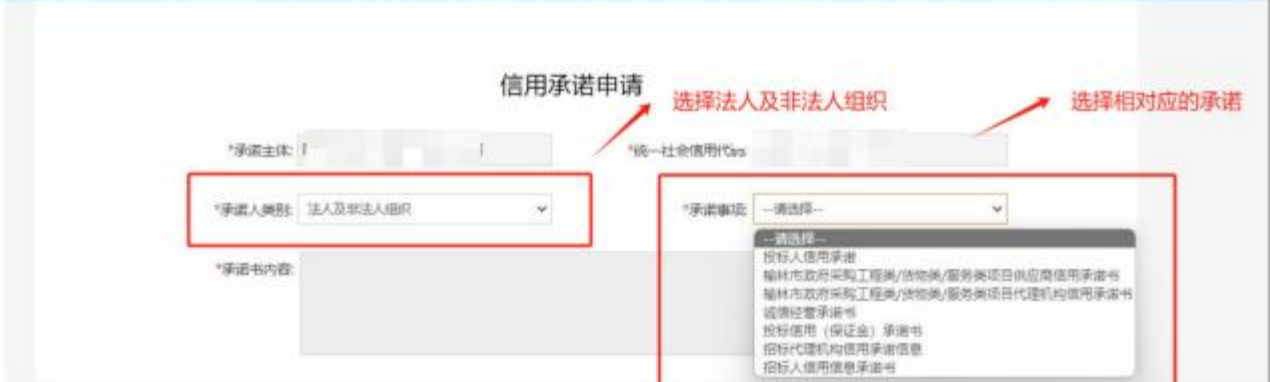 信用承诺申请
选择法人及非法人组织
选择相对应的承诺
*承诺主体:
*统一社会信用代码
*承诺人类别: 法人及非法人组织
*承诺事项: ---请选择---
---请选择---
投标人信用承诺
榆林市政府采购工程类/货物类/服务类项目供应商信用承诺书
榆林市政府采购工程类/货物类/服务类项目代理机构信用承诺书
诚信经营承诺书
投标信用（保证金）承诺书
招标代理机构信用承诺信息
招标人信用信息承诺书
*承诺书内容: